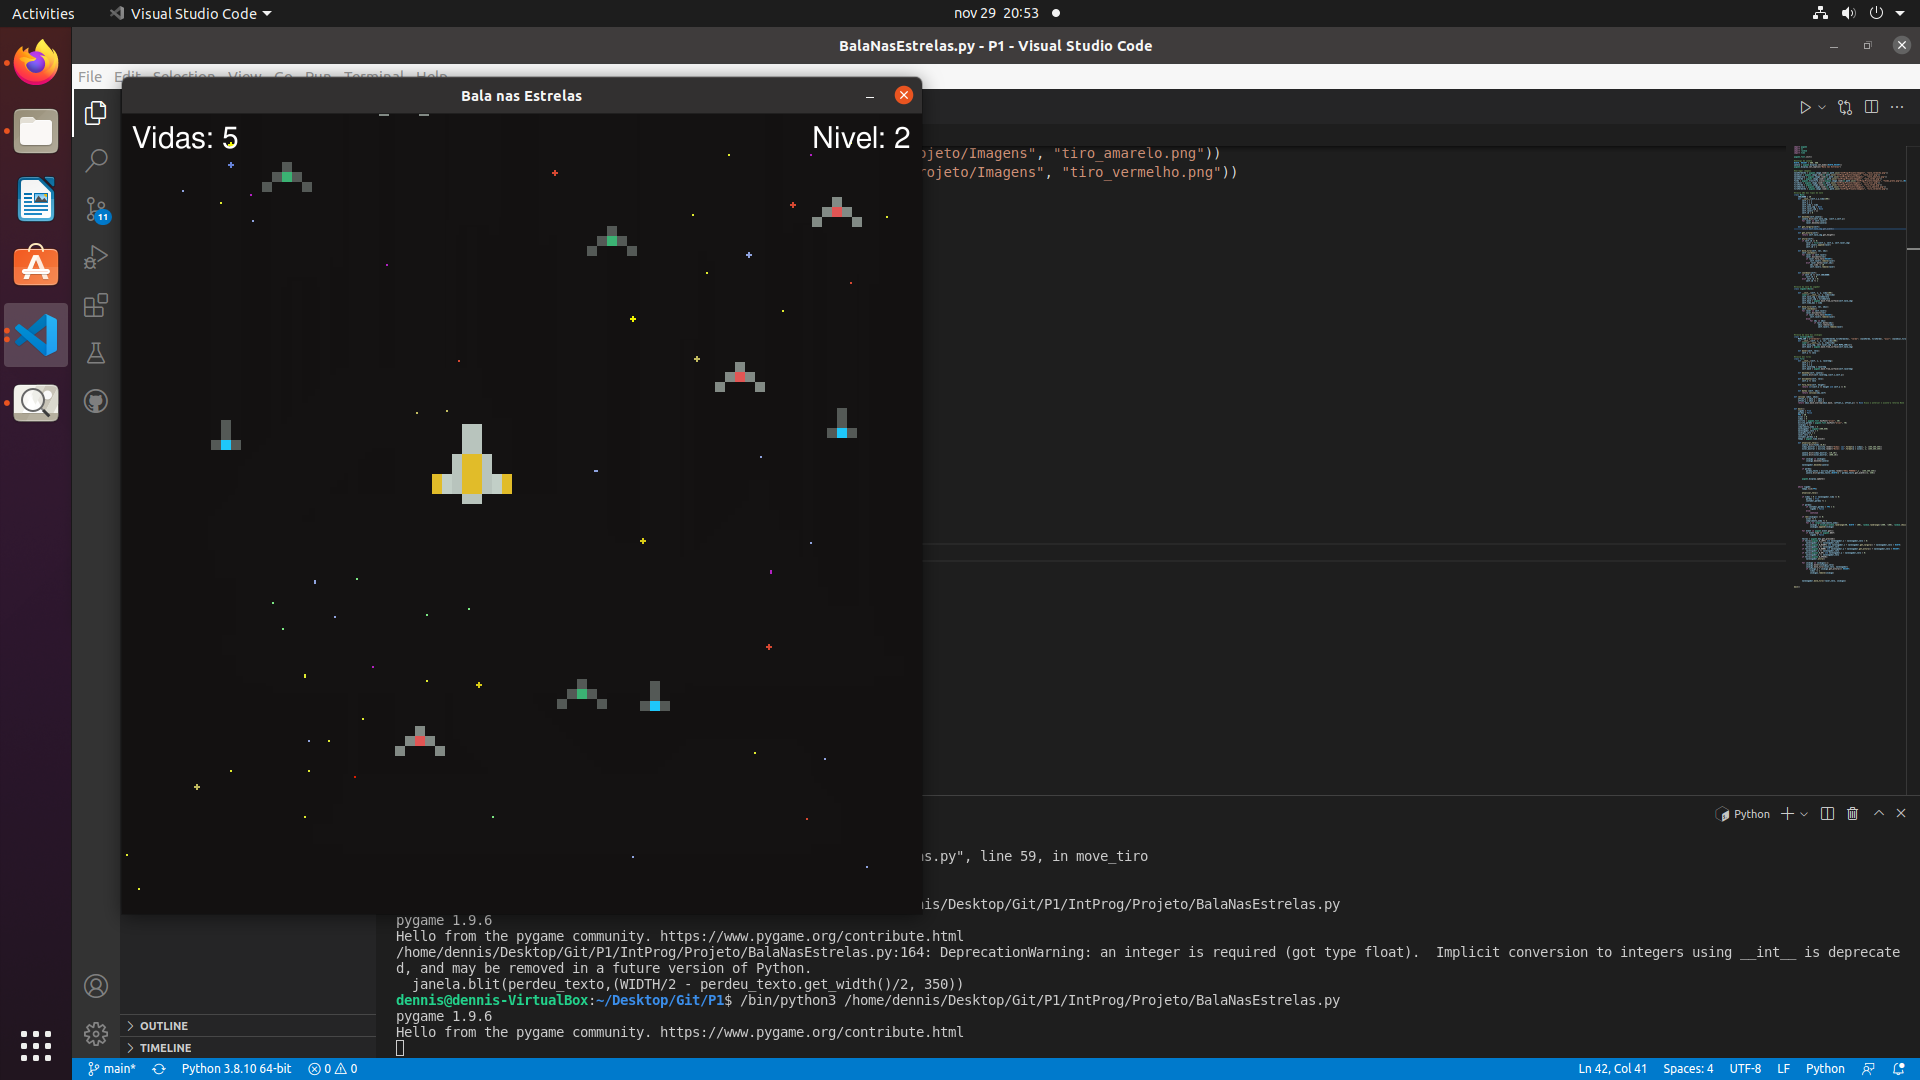 Activities
Visual Studio Code
nov 29 20:53
BalaNasEstrelas.py - P1 - Visual Studio Code
File Edit Selection View Go Run Terminal Help
Bala nas Estrelas
Vidas: 5
Nivel: 2
ojeto/Imagens", "tiro_amarelo.png"))
rojeto/Imagens", "tiro_vermelho.png"))
11
Python
as.py", line 59, in move_tiro
nis/Desktop/Git/P1/IntProg/Projeto/BalaNasEstrelas.py
pygame 1.9.6
Hello from the pygame community. https://www.pygame.org/contribute.html
/home/dennis/Desktop/Git/P1/IntProg/Projeto/BalaNasEstrelas.py:164: DeprecationWarning: an integer is required (got type float).  Implicit conversion to integers using __int__ is deprecate
d, and may be removed in a future version of Python.
  janela.blit(perdeu_texto,(WIDTH/2 - perdeu_texto.get_width()/2, 350))
dennis@dennis-VirtualBox:~/Desktop/Git/P1$ /bin/python3 /home/dennis/Desktop/Git/P1/IntProg/Projeto/BalaNasEstrelas.py
pygame 1.9.6
Hello from the pygame community. https://www.pygame.org/contribute.html
OUTLINE
TIMELINE
main* Python 3.8.10 64-bit 0 0 Ln 42, Col 41 Spaces: 4 UTF-8 LF Python